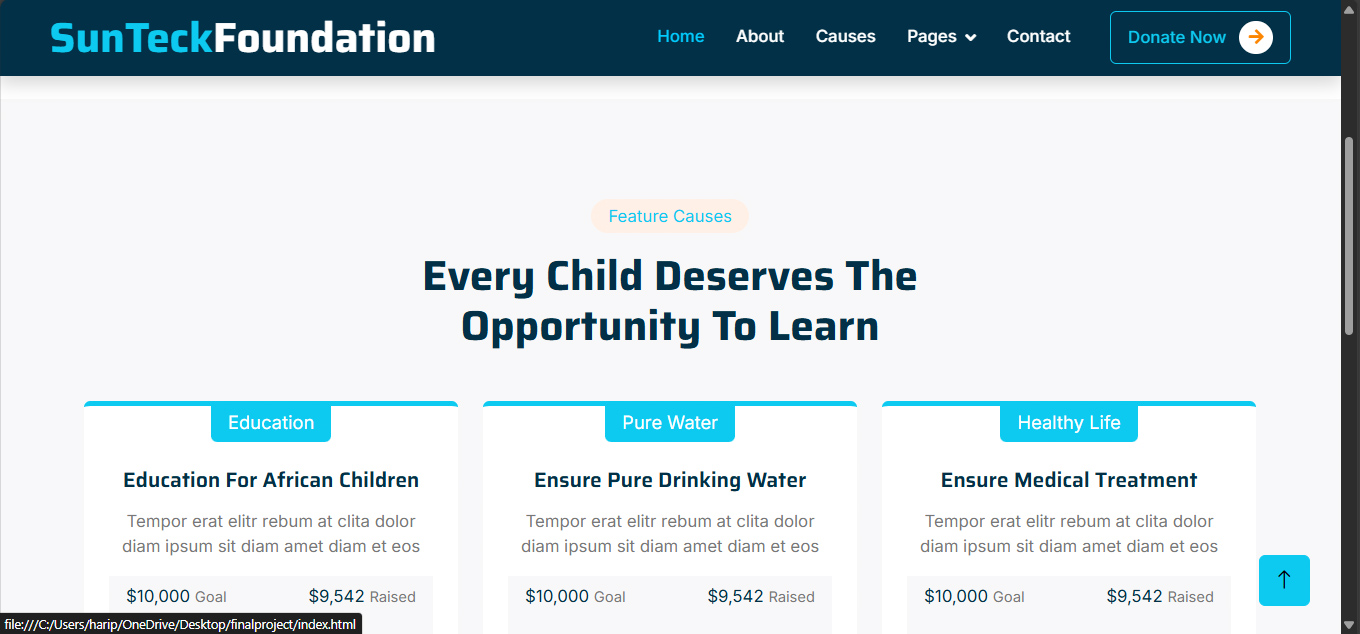 SunTeckFoundation
Home About Causes Pages Contact Donate Now
Feature Causes
Every Child Deserves The
Opportunity To Learn
Education
Education For African Children
Tempor erat elitr rebum at clita dolor
diam ipsum sit diam amet diam et eos
$10,000 Goal $9,542 Raised
Pure Water
Ensure Pure Drinking Water
Tempor erat elitr rebum at clita dolor
diam ipsum sit diam amet diam et eos
$10,000 Goal $9,542 Raised
Healthy Life
Ensure Medical Treatment
Tempor erat elitr rebum at clita dolor
diam ipsum sit diam amet diam et eos
$10,000 Goal $9,542 Raised
file:///C:/Users/harip/OneDrive/Desktop/finalproject/index.html